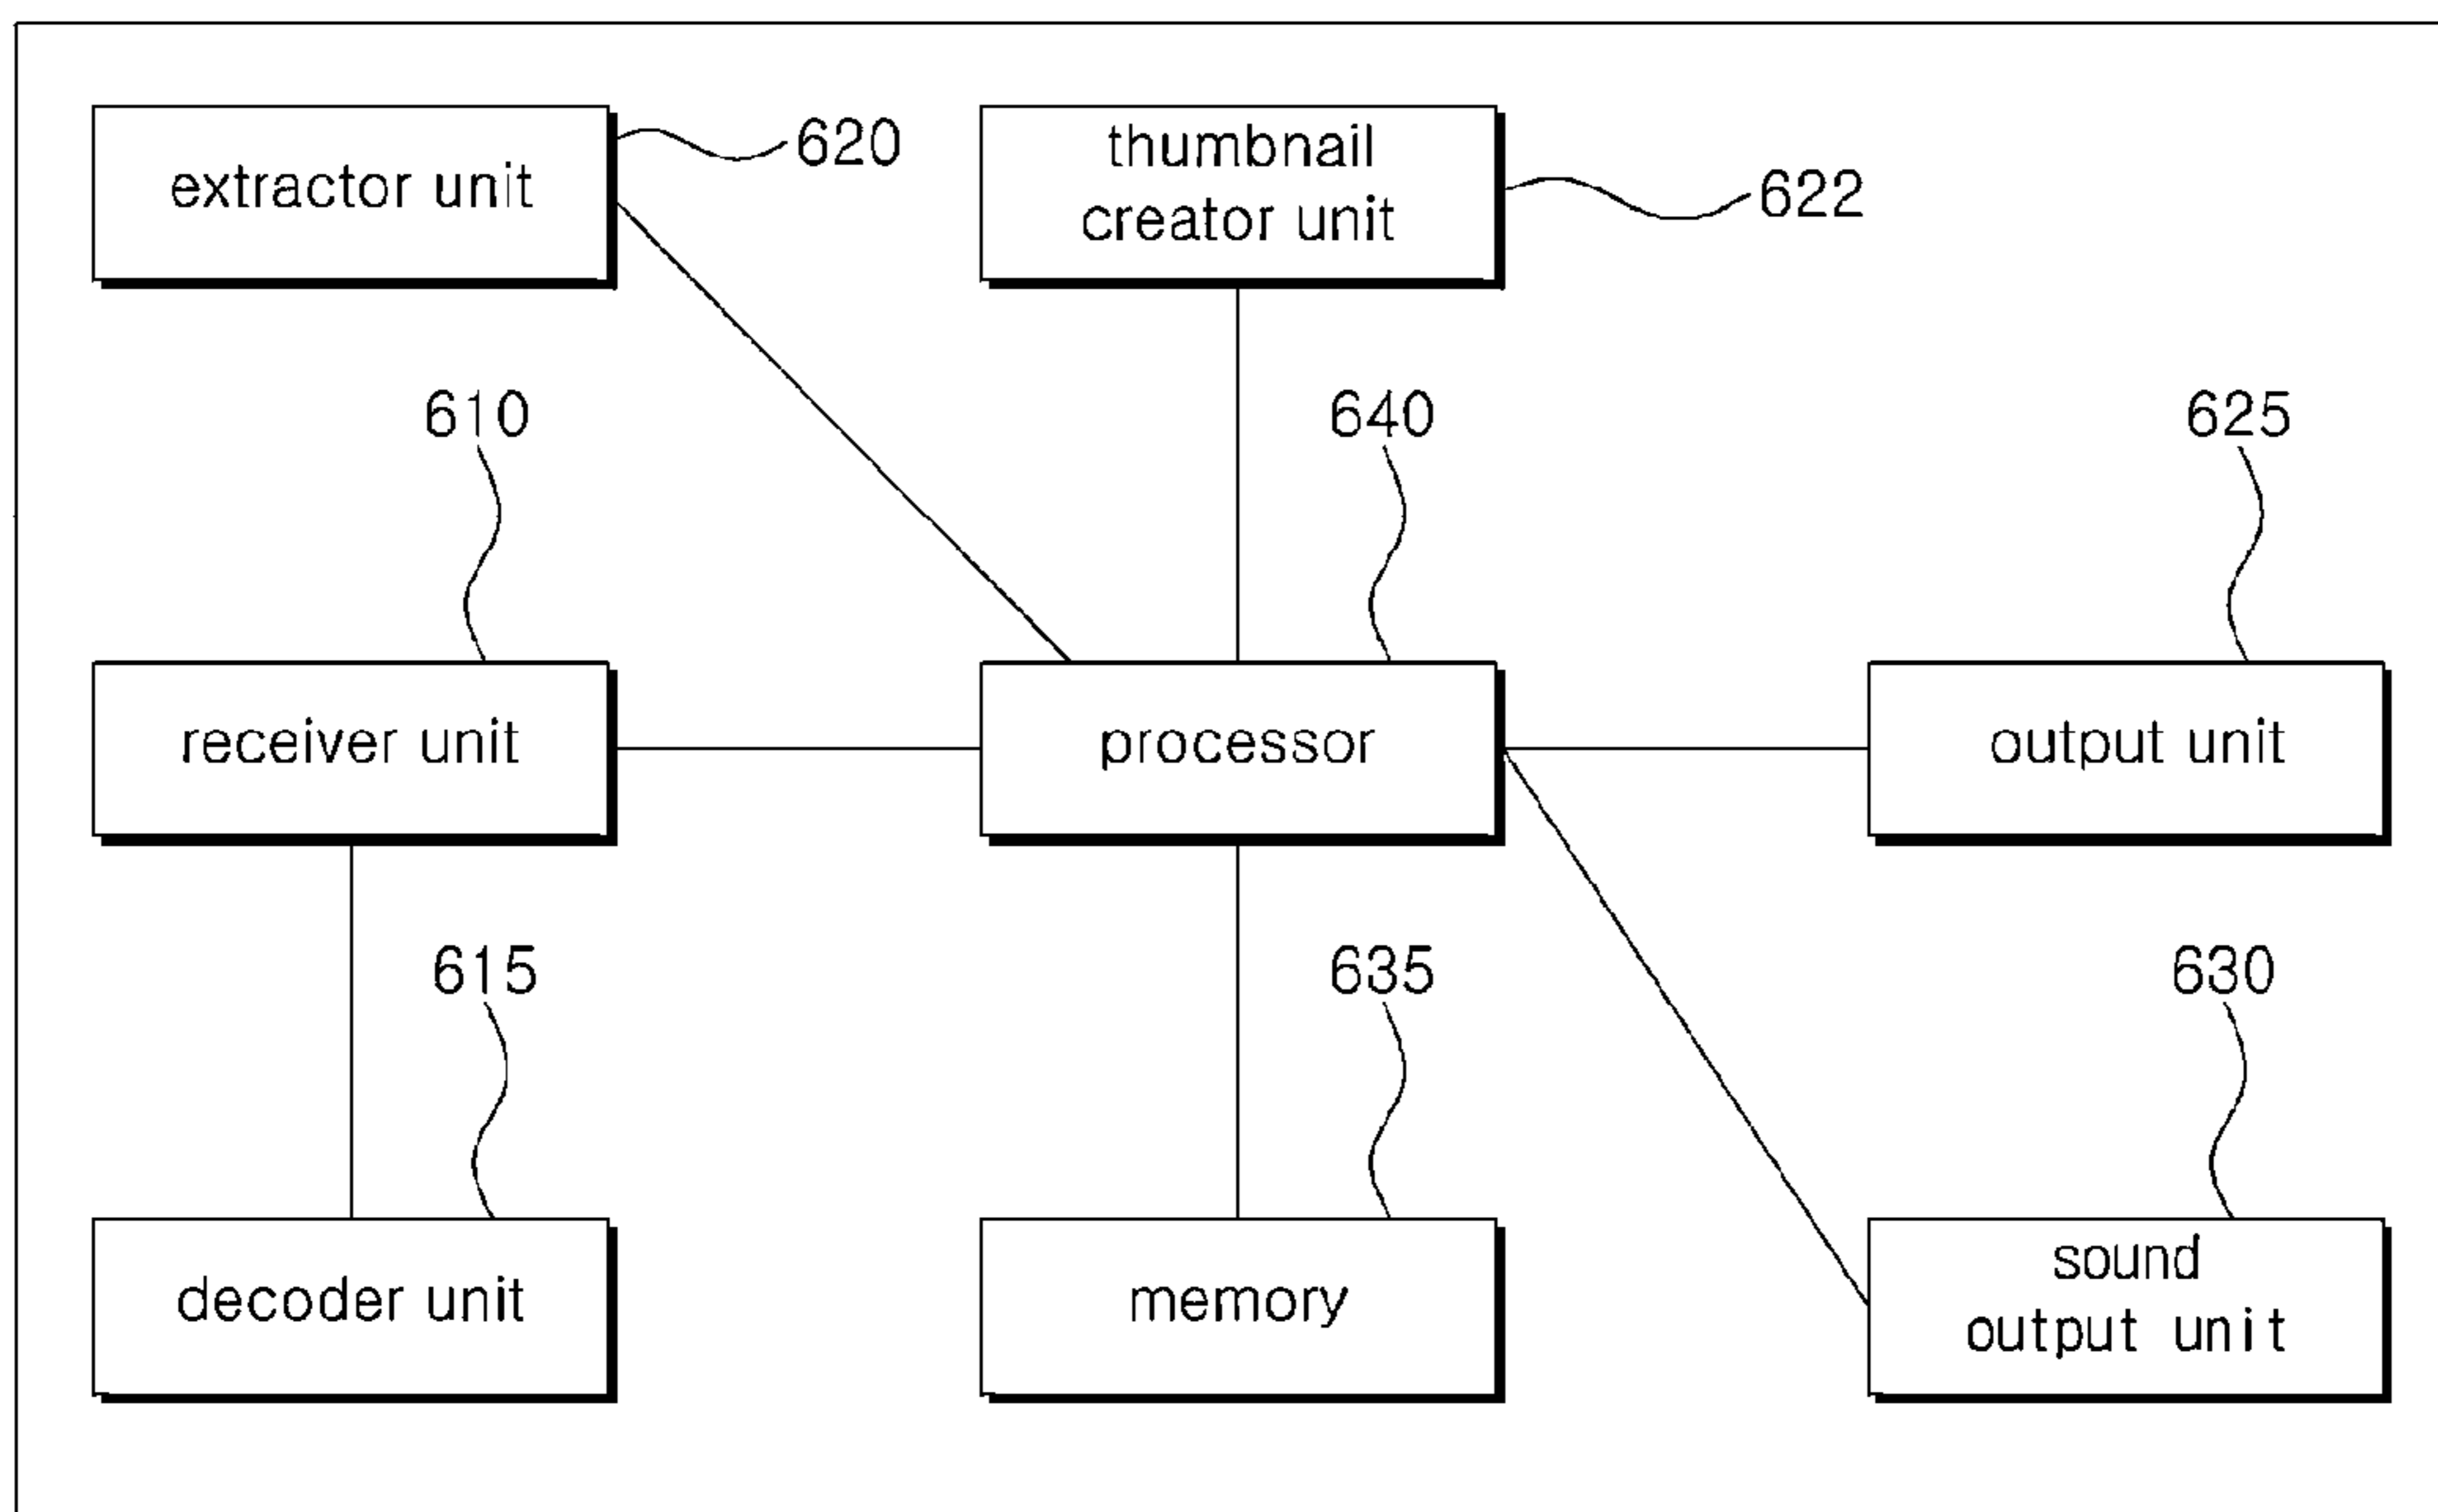 extractor unit
620
thumbnail
creator unit
622
610
640
625
receiver unit
processor
output unit
615
635
630
decoder unit
memory
sound
output unit